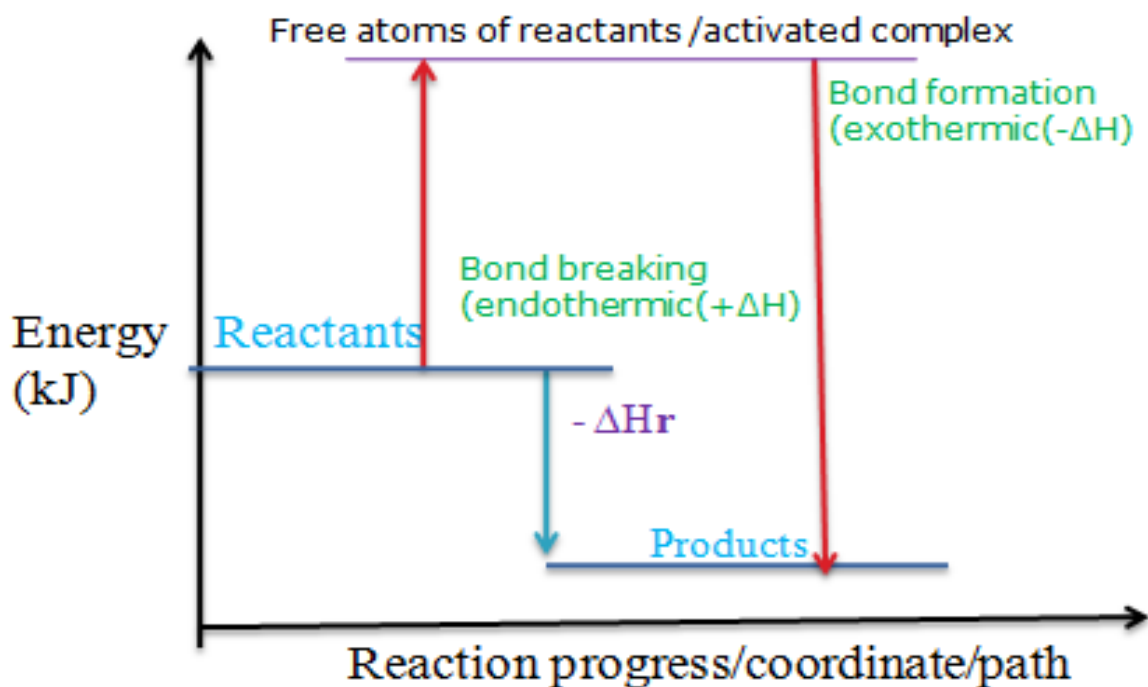 Free atoms of reactants /activated complex
Bond formation
(exothermic(-ΔH)
Bond breaking
(endothermic(+ΔH)
Energy
(kJ)
Reactants
- ΔHr
Products
Reaction progress/coordinate/path